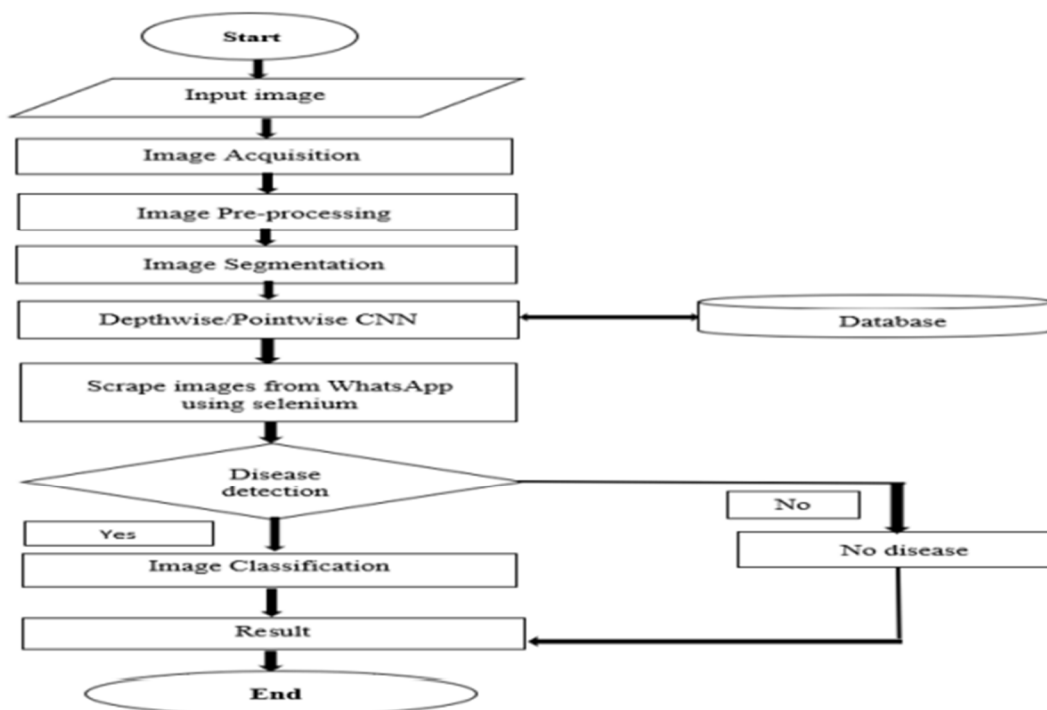 Start
Input image
Image Acquisition
Image Pre-processing
Image Segmentation
Depthwise/Pointwise CNN
Database
Scrape images from WhatsApp
using selenium
Disease
detection
No
Yes
No disease
Image Classification
Result
End